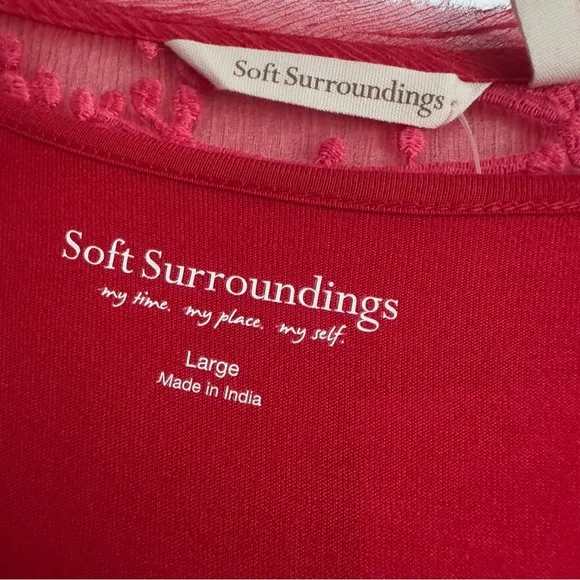 Soft Surroundings
Soft Surroundings
my time. my place. my self.
Large
Made in India